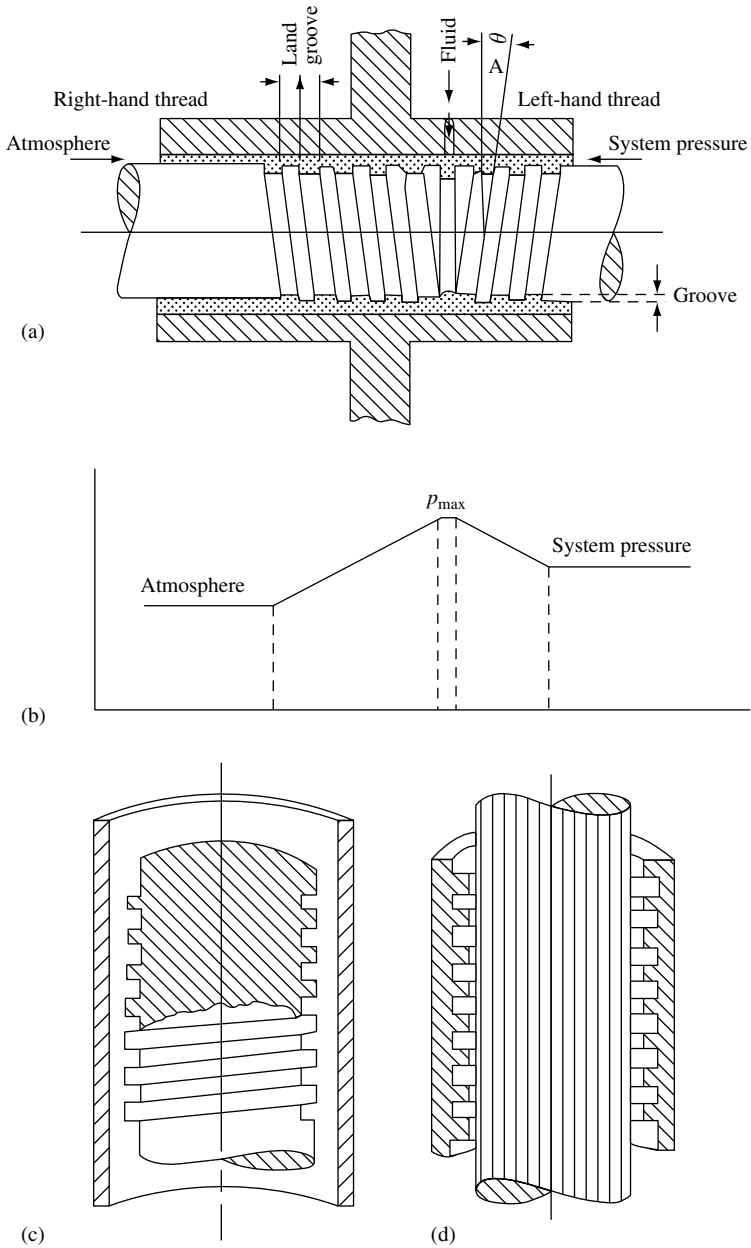 Land
groove
Fluid
θ
A
Right-hand thread
Left-hand thread
Atmosphere
System pressure
Groove
(a)
p_max
System pressure
Atmosphere
(b)
(c)
(d)